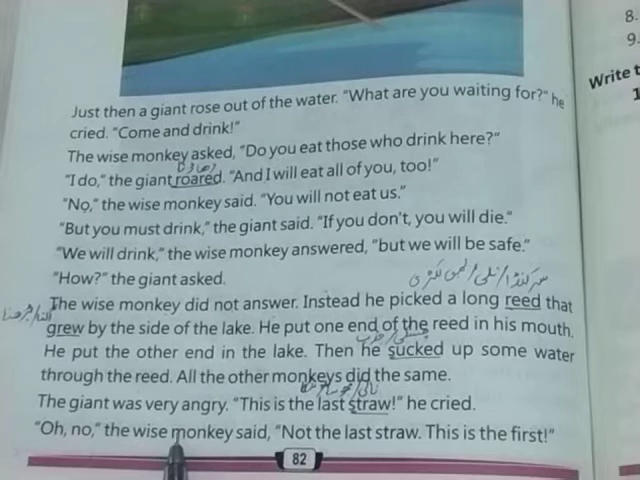 8.
9.
Write t
1
Just then a giant rose out of the water. "What are you waiting for?" he
cried. "Come and drink!"
The wise monkey asked, "Do you eat those who drink here?"
"I do," the giant roared. "And I will eat all of you, too!"
"No," the wise monkey said. "You will not eat us."
"But you must drink," the giant said. "If you don't, you will die."
"We will drink," the wise monkey answered, "but we will be safe."
"How?" the giant asked.
The wise monkey did not answer. Instead he picked a long reed that
grew by the side of the lake. He put one end of the reed in his mouth.
He put the other end in the lake. Then he sucked up some water
through the reed. All the other monkeys did the same.
The giant was very angry. "This is the last straw!" he cried.
"Oh, no," the wise monkey said, "Not the last straw. This is the first!"
82